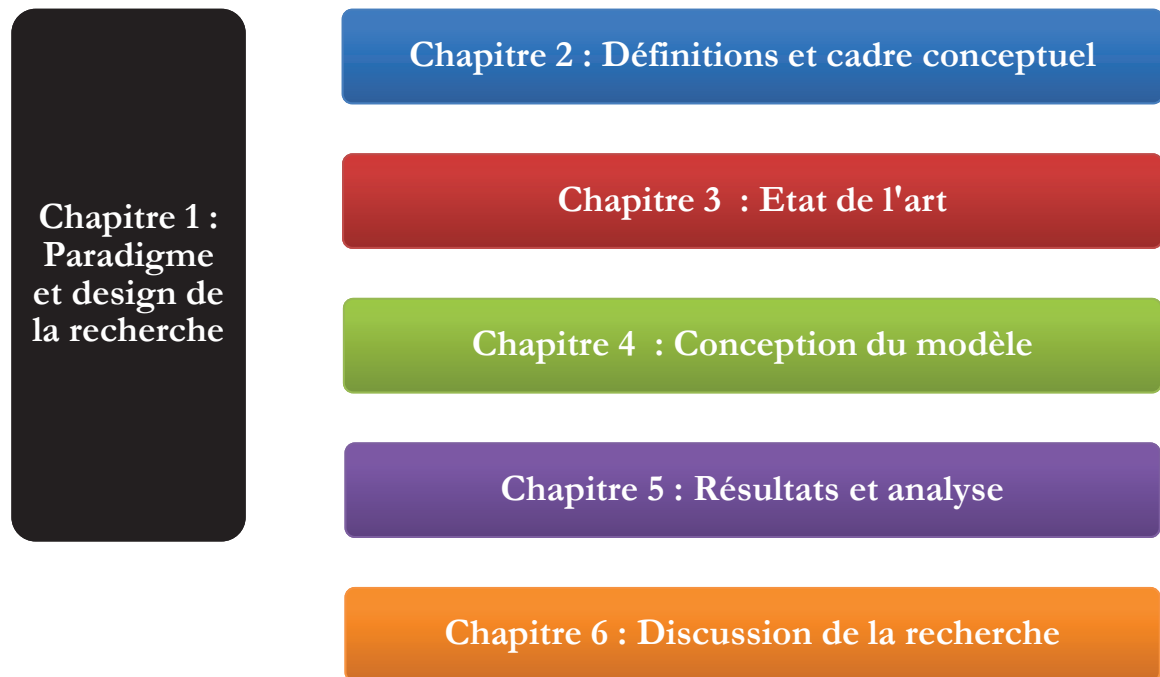 Chapitre 1 :
Paradigme
et design de
la recherche
Chapitre 2 : Définitions et cadre conceptuel
Chapitre 3  : Etat de l'art
Chapitre 4  : Conception du modèle
Chapitre 5 : Résultats et analyse
Chapitre 6 : Discussion de la recherche